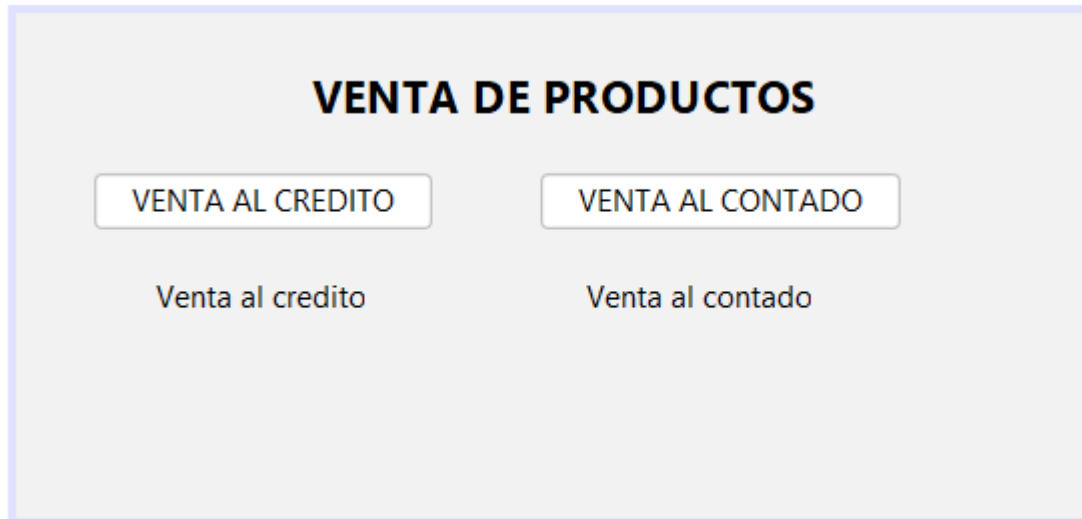 VENTA DE PRODUCTOS
VENTA AL CREDITO
VENTA AL CONTADO
Venta al credito
Venta al contado